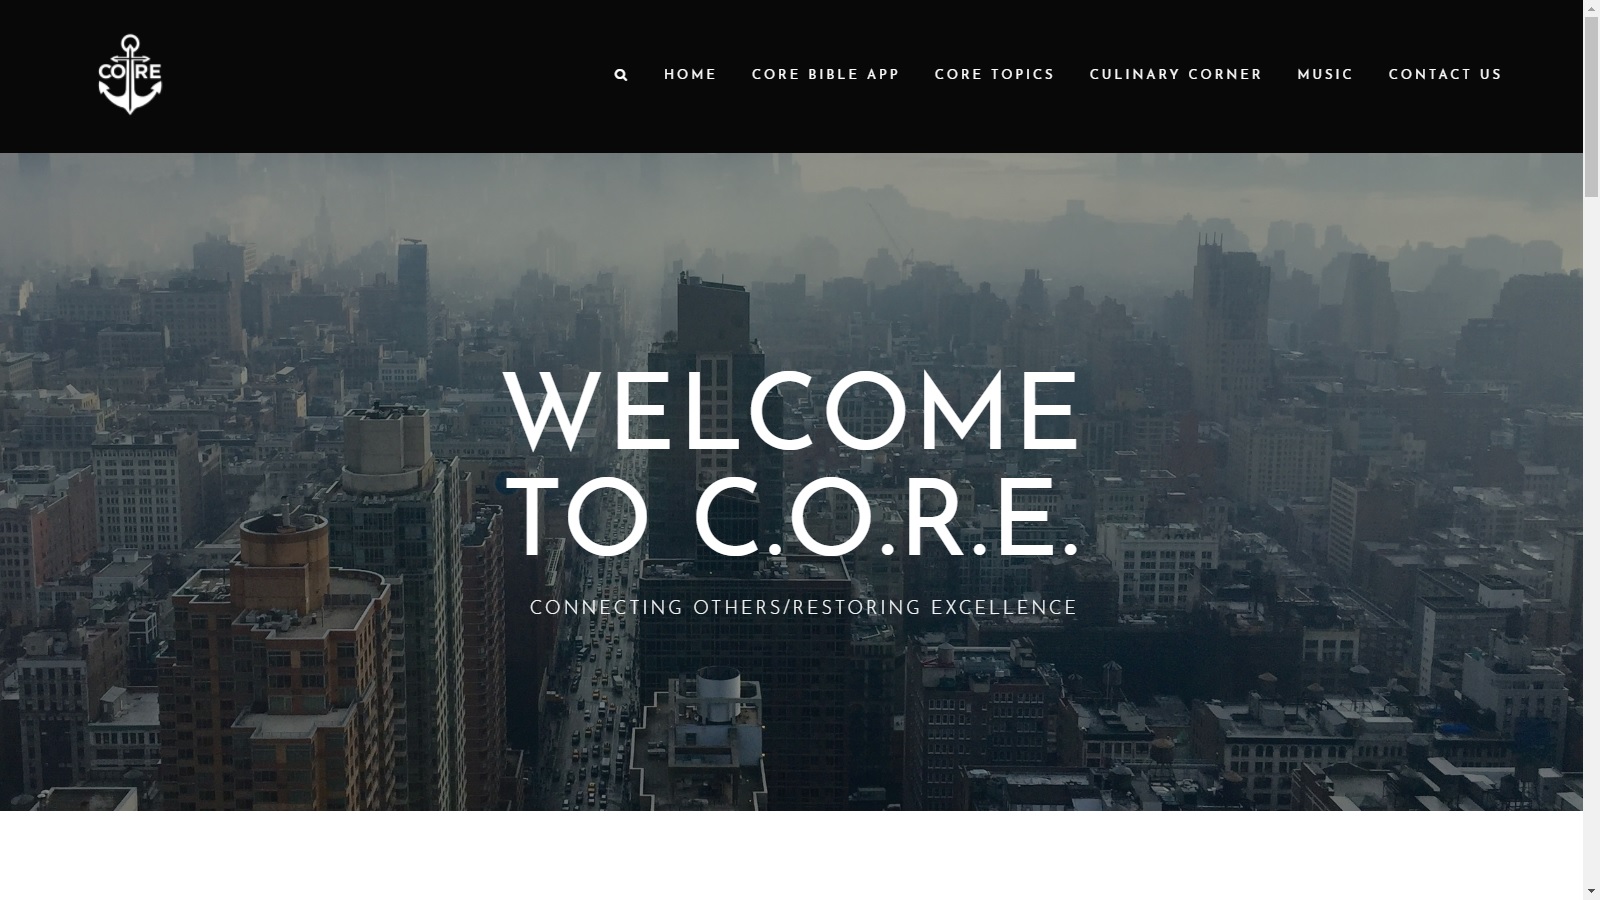 CORE
HOME
CORE BIBLE APP
CORE TOPICS
CULINARY CORNER
MUSIC
CONTACT US
WELCOME
TO C.O.R.E.
CONNECTING OTHERS/RESTORING EXCELLENCE